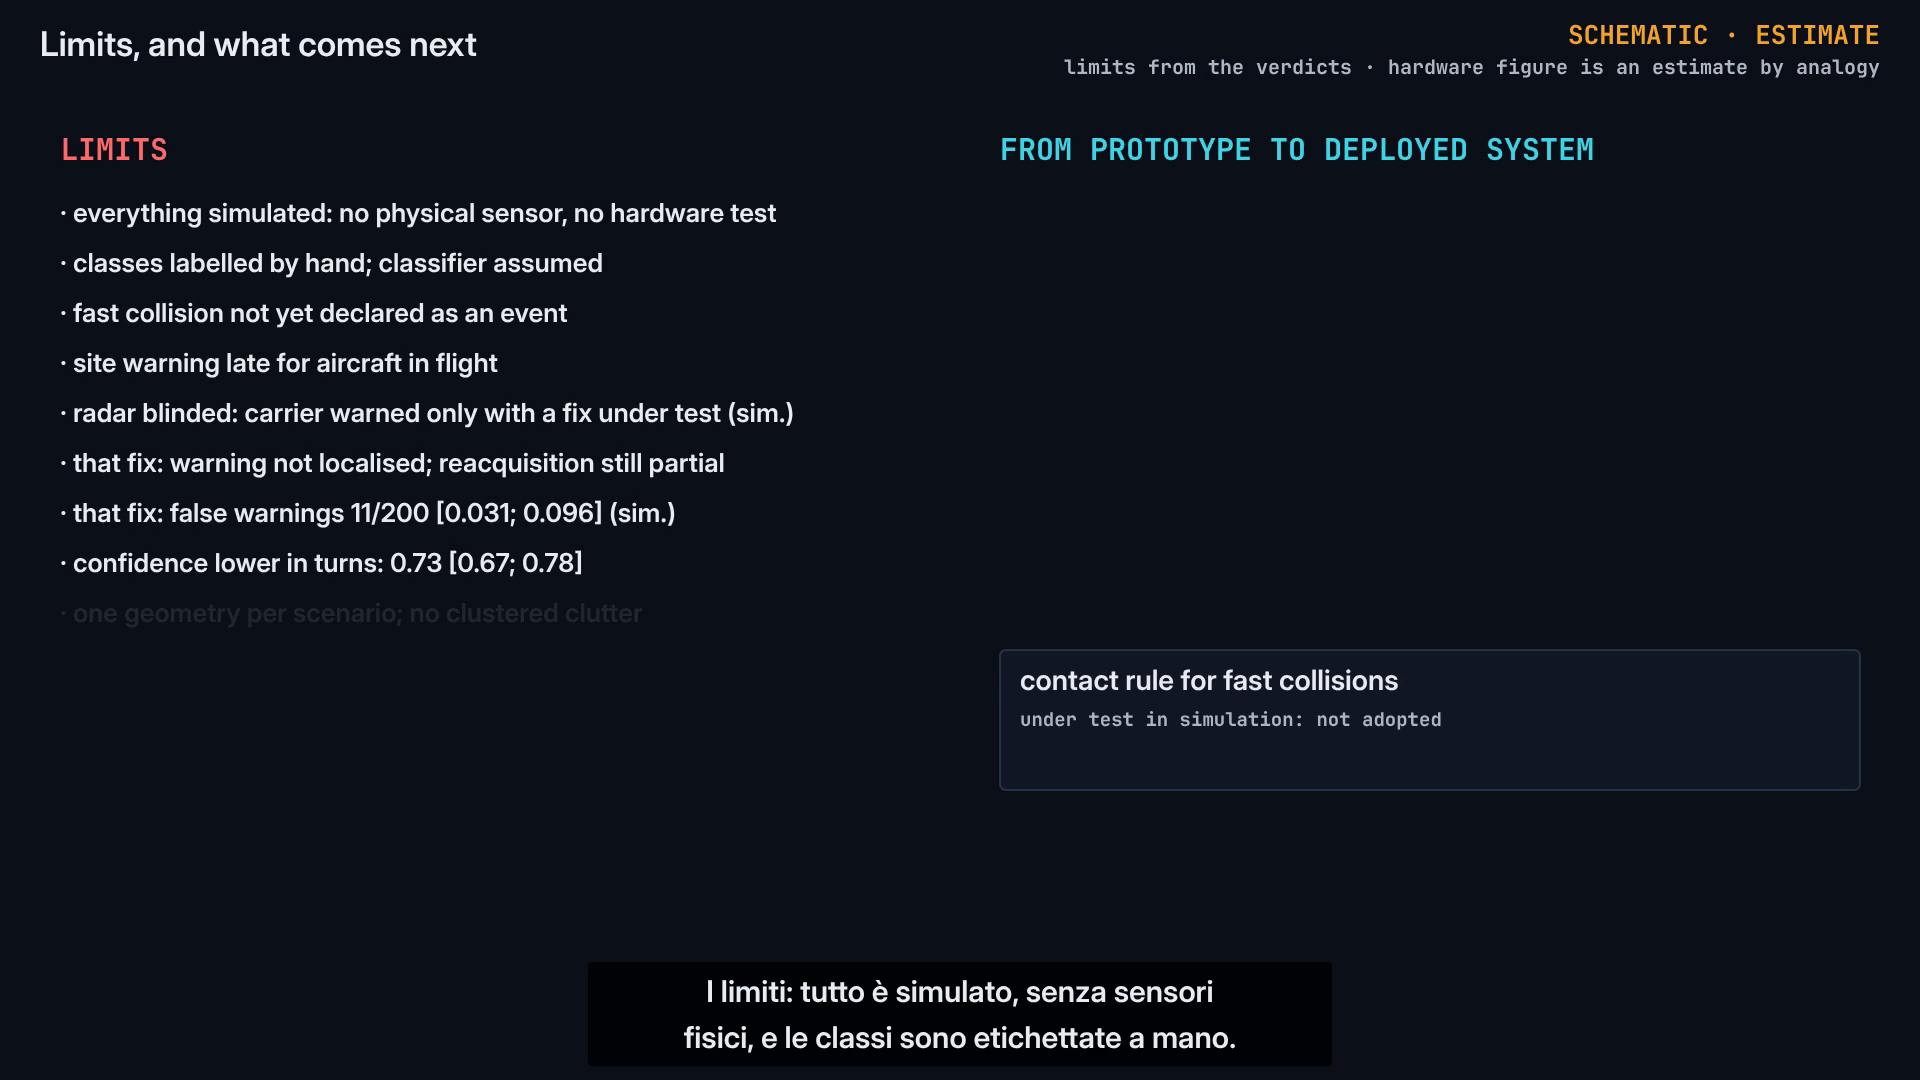 Limits, and what comes next
SCHEMATIC · ESTIMATE
limits from the verdicts · hardware figure is an estimate by analogy
LIMITS
· everything simulated: no physical sensor, no hardware test
· classes labelled by hand; classifier assumed
· fast collision not yet declared as an event
· site warning late for aircraft in flight
· radar blinded: carrier warned only with a fix under test (sim.)
· that fix: warning not localised; reacquisition still partial
· that fix: false warnings 11/200 [0.031; 0.096] (sim.)
· confidence lower in turns: 0.73 [0.67; 0.78]
· one geometry per scenario; no clustered clutter
FROM PROTOTYPE TO DEPLOYED SYSTEM
contact rule for fast collisions
under test in simulation: not adopted
I limiti: tutto è simulato, senza sensori
fisici, e le classi sono etichettate a mano.